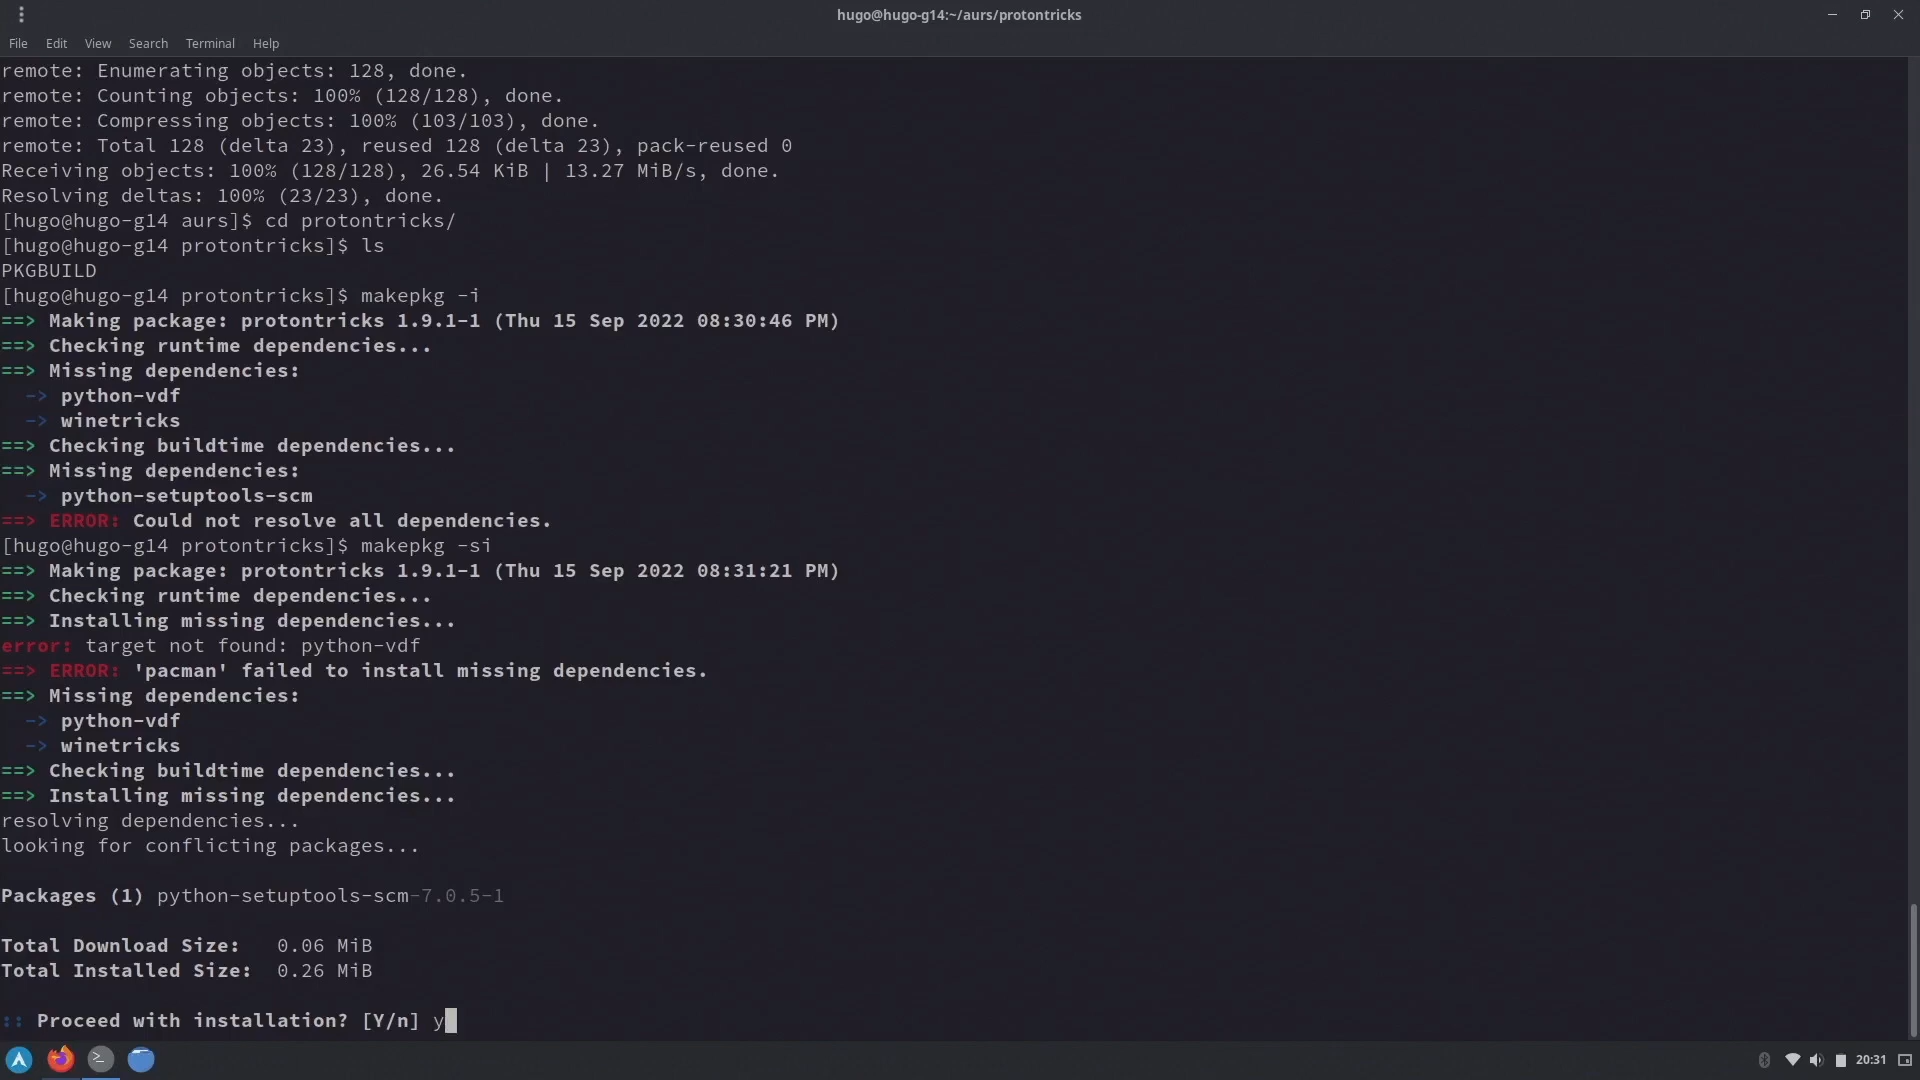 hugo@hugo-g14:~/aurs/protontricks
File Edit View Search Terminal Help
remote: Enumerating objects: 128, done.
remote: Counting objects: 100% (128/128), done.
remote: Compressing objects: 100% (103/103), done.
remote: Total 128 (delta 23), reused 128 (delta 23), pack-reused 0
Receiving objects: 100% (128/128), 26.54 KiB | 13.27 MiB/s, done.
Resolving deltas: 100% (23/23), done.
[hugo@hugo-g14 aurs]$ cd protontricks/
[hugo@hugo-g14 protontricks]$ ls
PKGBUILD
[hugo@hugo-g14 protontricks]$ makepkg -i
==> Making package: protontricks 1.9.1-1 (Thu 15 Sep 2022 08:30:46 PM)
==> Checking runtime dependencies...
==> Missing dependencies:
  -> python-vdf
  -> winetricks
==> Checking buildtime dependencies...
==> Missing dependencies:
  -> python-setuptools-scm
==> ERROR: Could not resolve all dependencies.
[hugo@hugo-g14 protontricks]$ makepkg -si
==> Making package: protontricks 1.9.1-1 (Thu 15 Sep 2022 08:31:21 PM)
==> Checking runtime dependencies...
==> Installing missing dependencies...
error: target not found: python-vdf
==> ERROR: 'pacman' failed to install missing dependencies.
==> Missing dependencies:
  -> python-vdf
  -> winetricks
==> Checking buildtime dependencies...
==> Installing missing dependencies...
resolving dependencies...
looking for conflicting packages...
Packages (1) python-setuptools-scm-7.0.5-1
Total Download Size:   0.06 MiB
Total Installed Size:  0.26 MiB
:: Proceed with installation? [Y/n] y
20:31